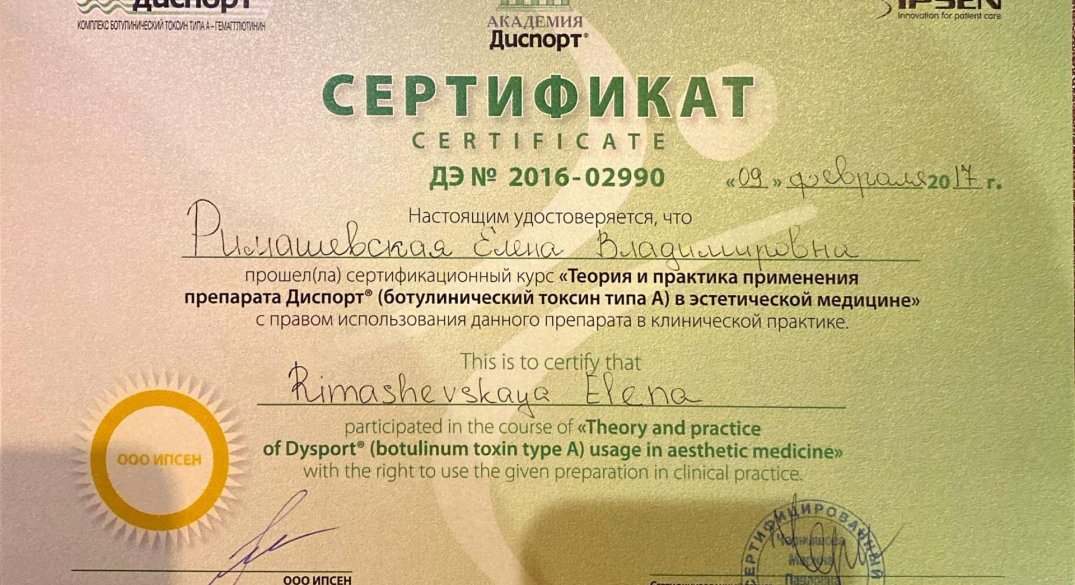 Диспорт
КОМПЛЕКС БОТУЛИНИЧЕСКИЙ ТОКСИН ТИПА А – ГЕМАГГЛЮТИНИН
АКАДЕМИЯ
Диспорт®
IPSEN
Innovation for patient care
СЕРТИФИКАТ
CERTIFICATE
ДЭ № 2016-02990 «09» февраля 2017 г.
Настоящим удостоверяется, что
Римашевская Елена Владимировна
прошел(ла) сертификационный курс «Теория и практика применения
препарата Диспорт® (ботулинический токсин типа А) в эстетической медицине»
с правом использования данного препарата в клинической практике.
This is to certify that
Rimashevskaya Elena
participated in the course of «Theory and practice
of Dysport® (botulinum toxin type A) usage in aesthetic medicine»
with the right to use the given preparation in clinical practice.
ООО ИПСЕН
ООО ИПСЕН
СЕРТИФИЦИРОВАННЫЙ